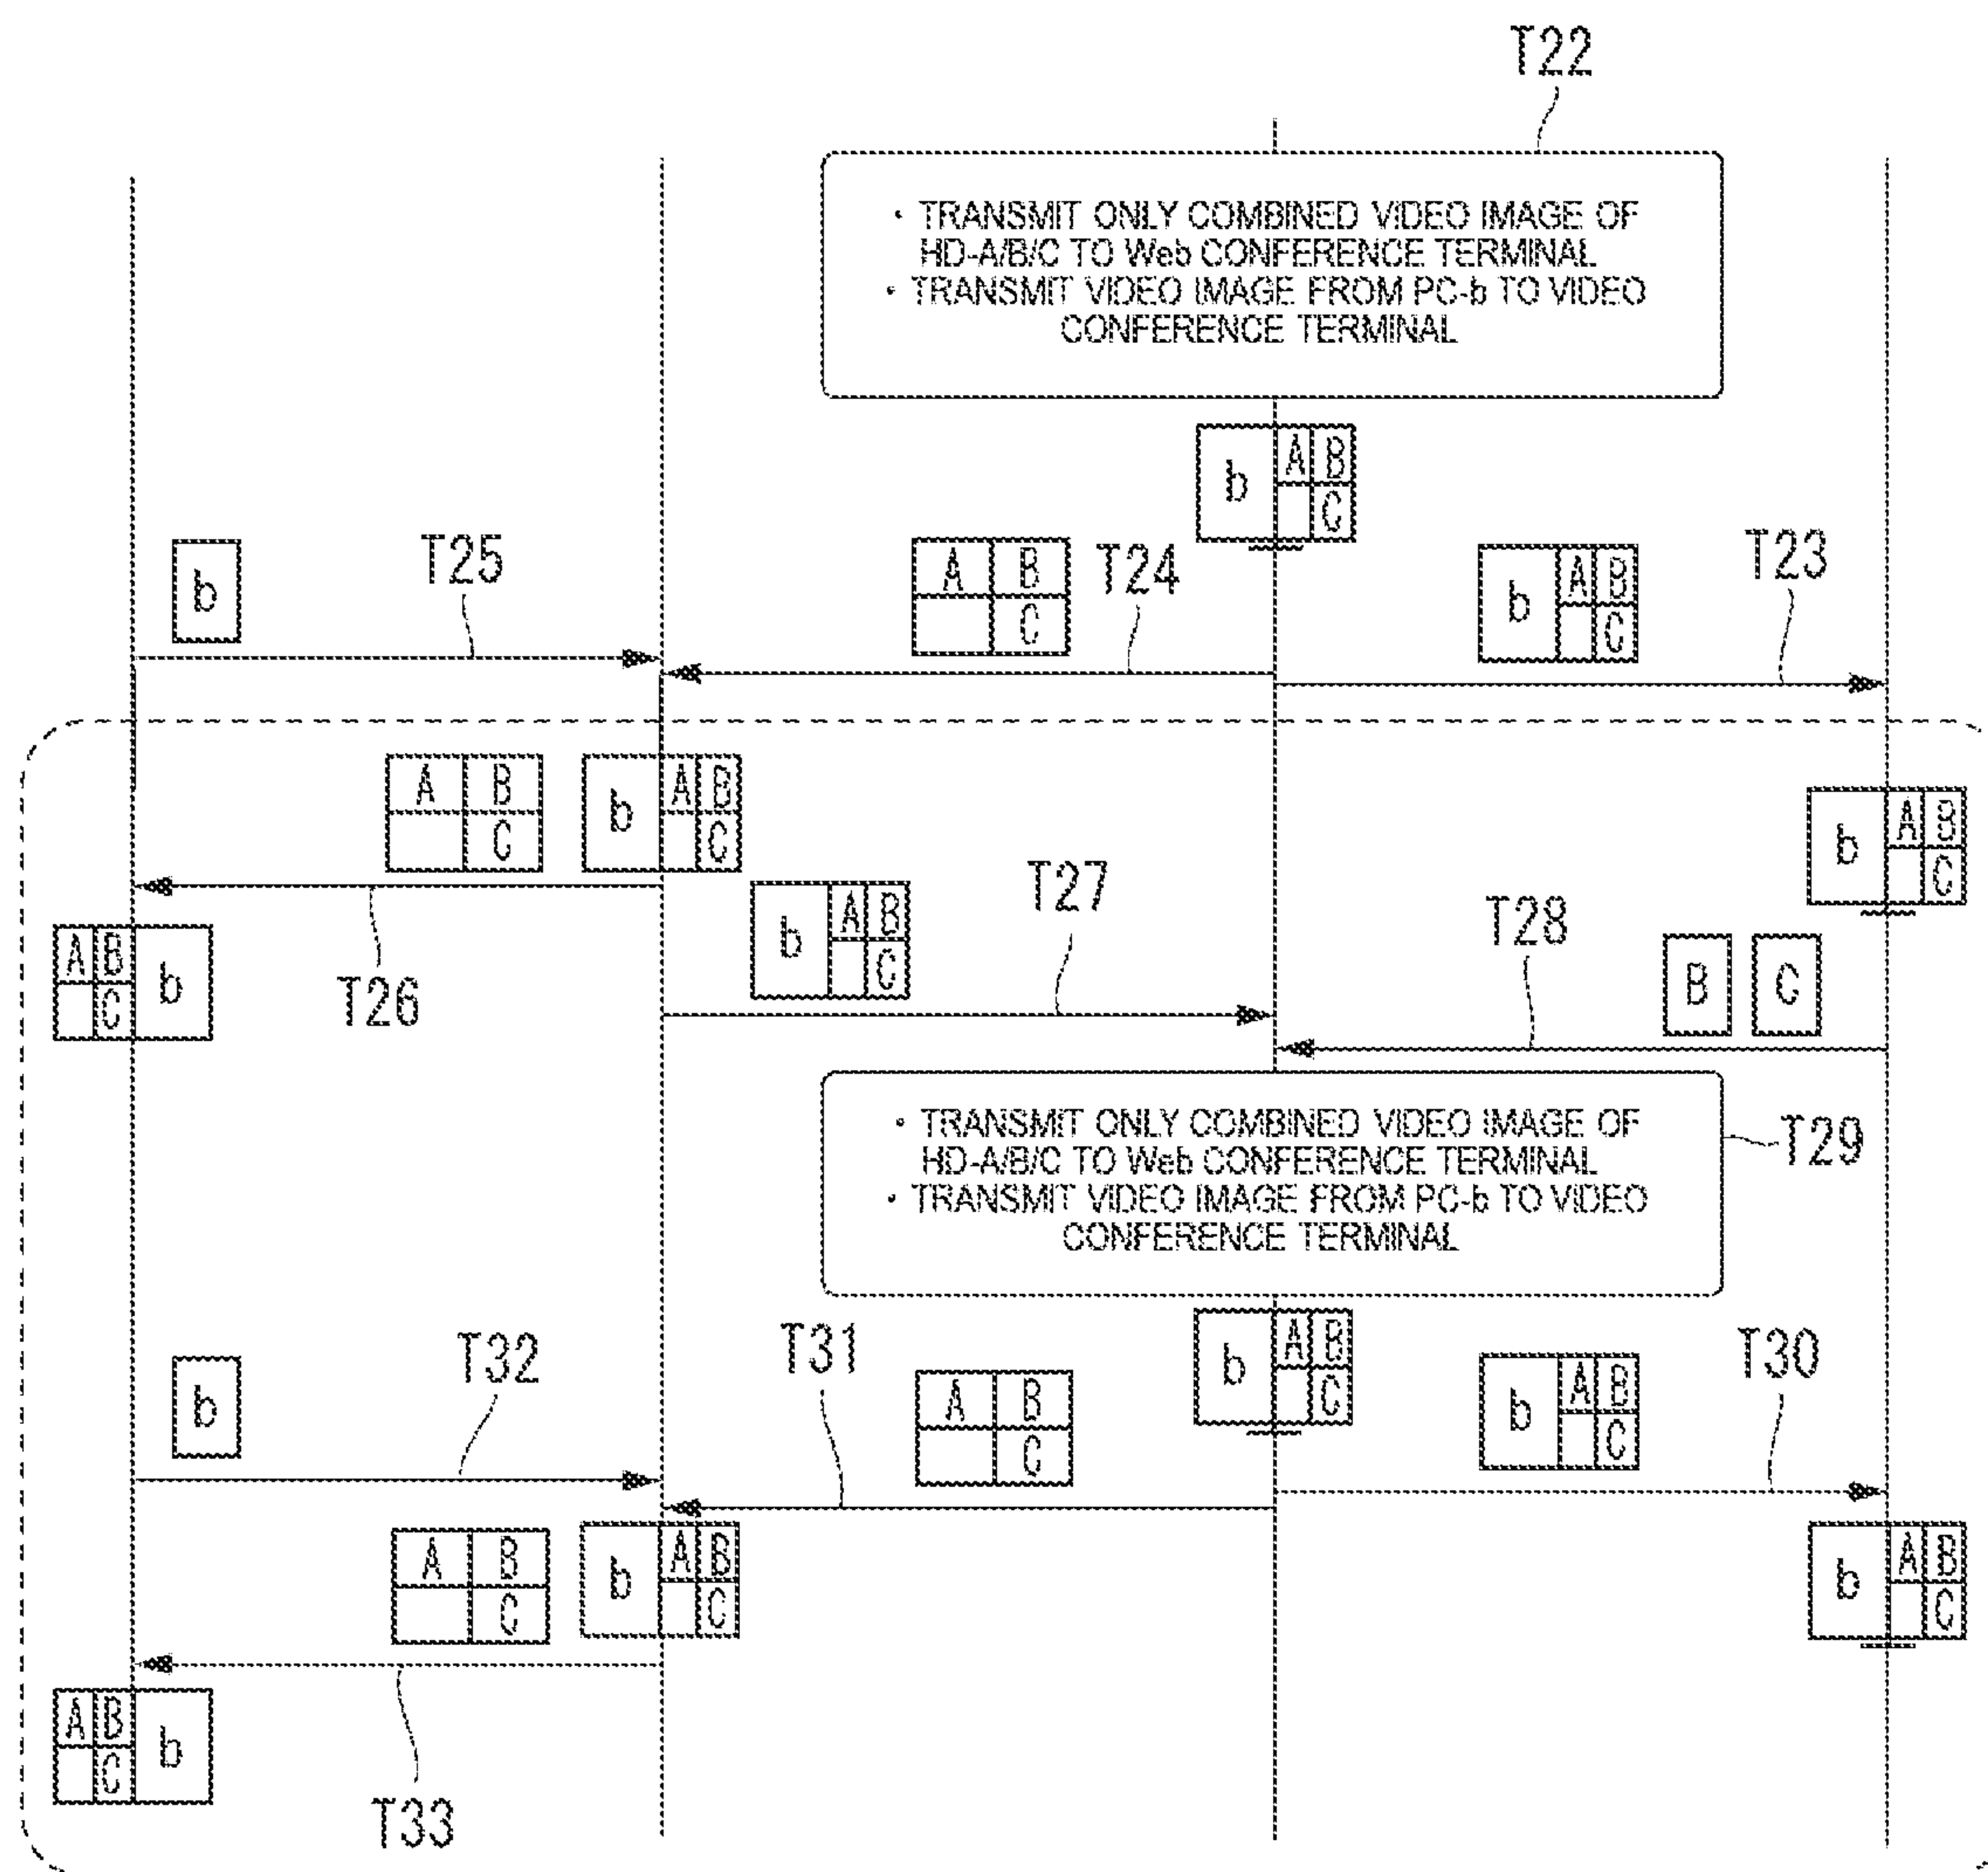 T22
· TRANSMIT ONLY COMBINED VIDEO IMAGE OF
HD-A/B/C TO Web CONFERENCE TERMINAL
· TRANSMIT VIDEO IMAGE FROM PC-b TO VIDEO
CONFERENCE TERMINAL
b A B
C
b
T25
A B
C
T24
b A B
C
T23
A B
C
b A B
C
b A B
C
T26
A B b
C
b A B
C
T27
T28
B C
· TRANSMIT ONLY COMBINED VIDEO IMAGE OF
HD-A/B/C TO Web CONFERENCE TERMINAL
· TRANSMIT VIDEO IMAGE FROM PC-b TO VIDEO
CONFERENCE TERMINAL
T29
b
T32
T31
A B
C
b A B
C
b A B
C
T30
A B
C
b A B
C
b A B
C
A B b
C
T33